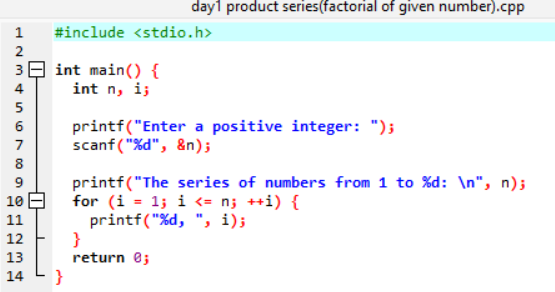 day1 product series(factorial of given number).cpp
1 #include <stdio.h>
2
3 int main() {
4 int n, i;
5
6 printf("Enter a positive integer: ");
7 scanf("%d", &n);
8
9 printf("The series of numbers from 1 to %d: \n", n);
10 for (i = 1; i <= n; ++i) {
11 printf("%d, ", i);
12 }
13 return 0;
14 }